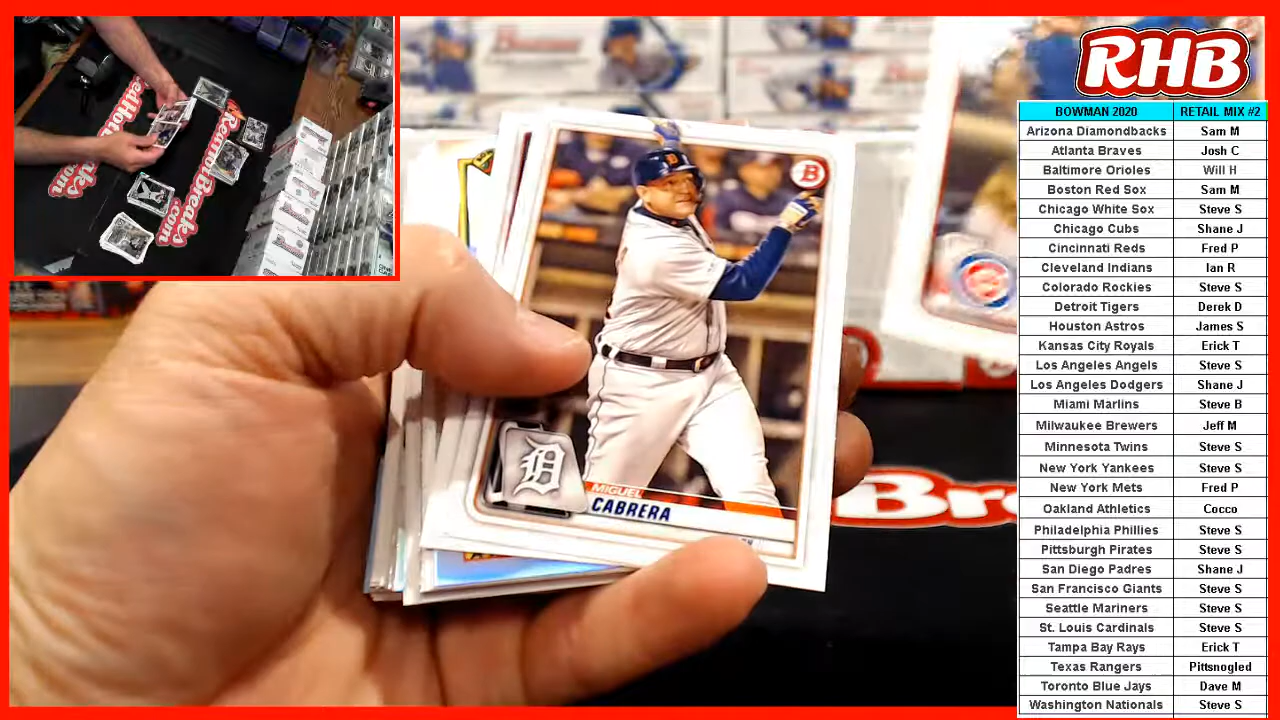 RHB
BOWMAN 2020 RETAIL MIX #2
Arizona Diamondbacks Sam M
Atlanta Braves Josh C
Baltimore Orioles Will H
Boston Red Sox Sam M
Chicago White Sox Steve S
Chicago Cubs Shane J
Cincinnati Reds Fred P
Cleveland Indians Ian R
Colorado Rockies Steve S
Detroit Tigers Derek D
Houston Astros James S
Kansas City Royals Erick T
Los Angeles Angels Steve S
Los Angeles Dodgers Shane J
Miami Marlins Steve B
Milwaukee Brewers Jeff M
Minnesota Twins Steve S
New York Yankees Steve S
New York Mets Fred P
Oakland Athletics Cocco
Philadelphia Phillies Steve S
Pittsburgh Pirates Steve S
San Diego Padres Shane J
San Francisco Giants Steve S
Seattle Mariners Steve S
St. Louis Cardinals Steve S
Tampa Bay Rays Erick T
Texas Rangers Pittsnogled
Toronto Blue Jays Dave M
Washington Nationals Steve S
RedHotBreaks.com
B
D
D
MIGUEL
CABRERA
Bre